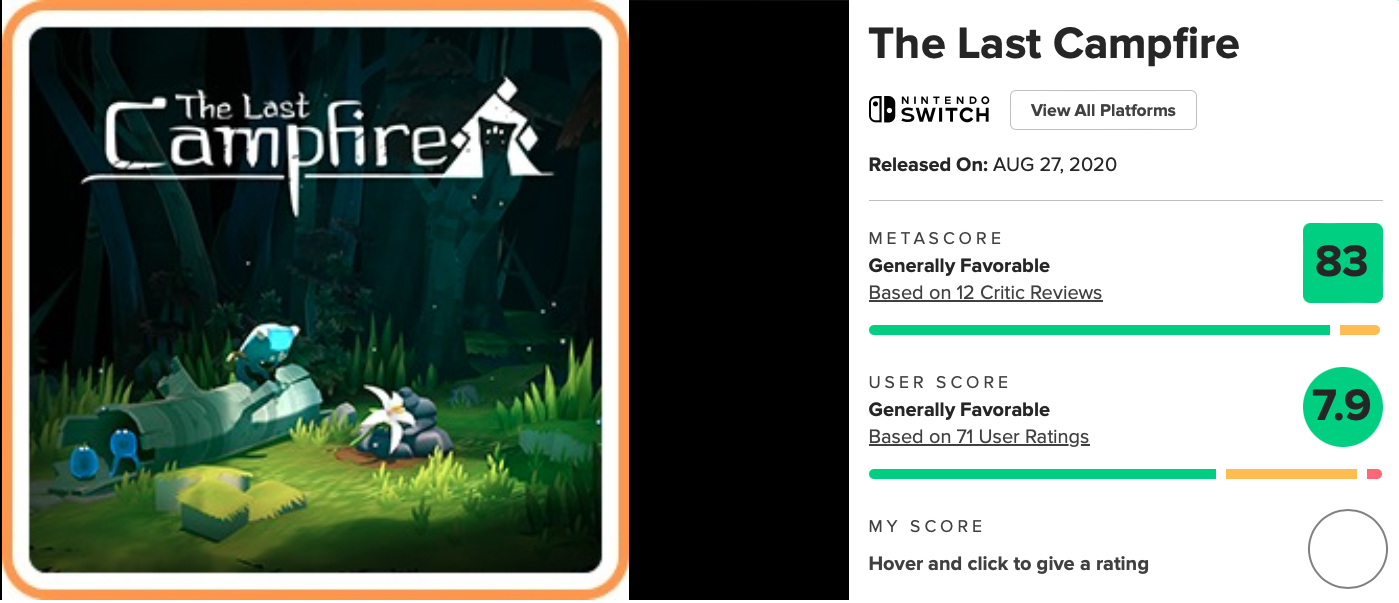 The Last
Campfire
The Last Campfire
NINTENDO
SWITCH
View All Platforms
Released On: AUG 27, 2020
METASCORE
Generally Favorable
Based on 12 Critic Reviews
83
USER SCORE
Generally Favorable
Based on 71 User Ratings
7.9
MY SCORE
Hover and click to give a rating